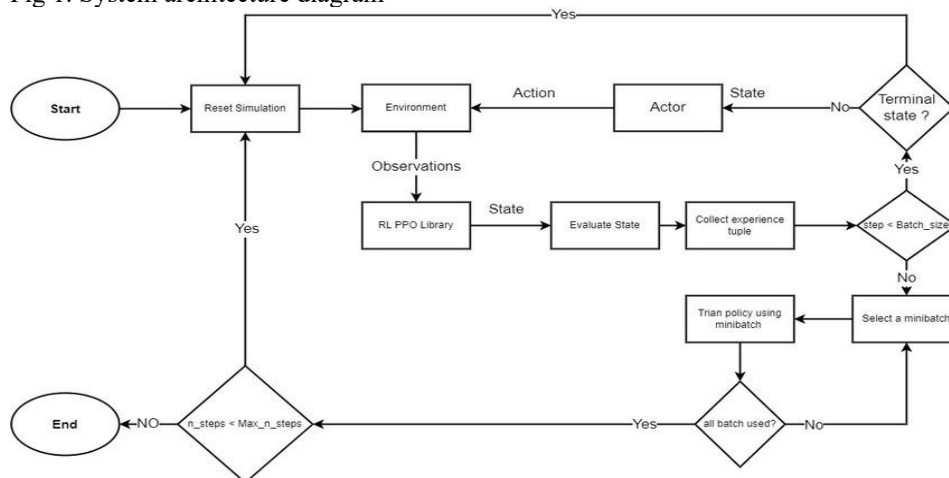 Fig 1. System architecture diagram
Yes
Start
Reset Simulation
Environment
Action
Actor
State
No
Terminal
state ?
Observations
Yes
RL PPO Library
State
Evaluate State
Collect experience
tuple
step < Batch_size
Yes
No
Trian policy using
minibatch
Select a minibatch
End
NO
n_steps < Max_n_steps
Yes
all batch used?
No